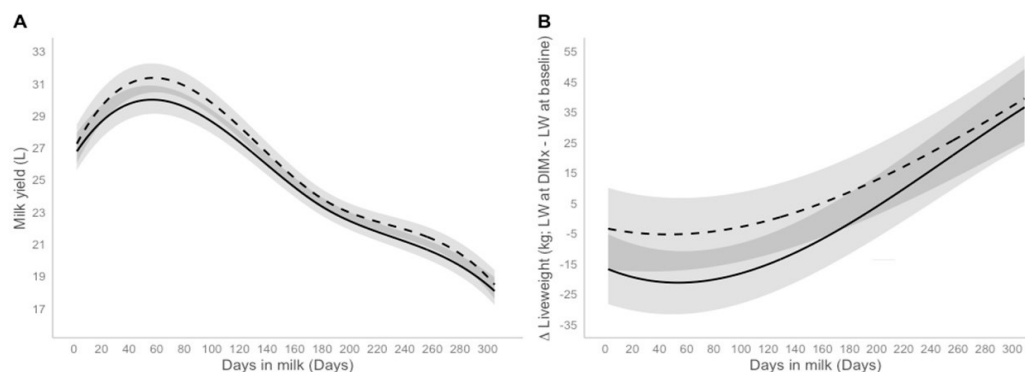 A
33
31
29
27
25
23
21
19
17
Milk yield (L)
0 20 40 60 80 100 120 140 160 180 200 220 240 260 280 300
Days in milk (Days)
B
55
45
35
25
15
5
-5
-15
-25
-35
Δ Liveweight (kg; LW at DIMx - LW at baseline)
0 20 40 60 80 100 120 140 160 180 200 220 240 260 280 300
Days in milk (Days)